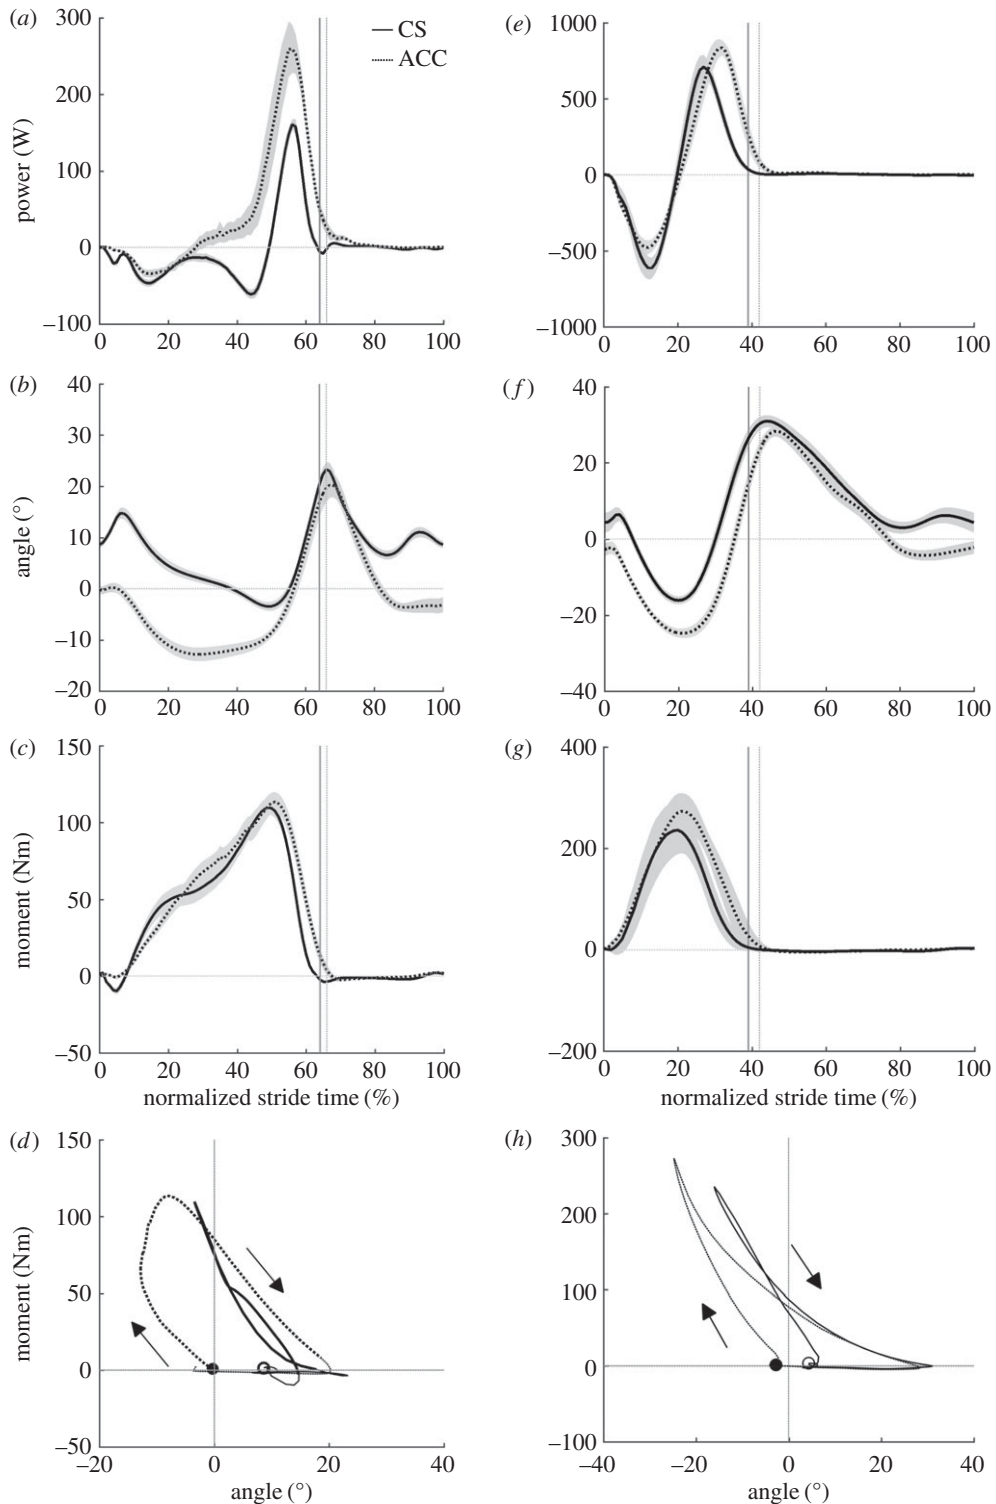 (a)
300
200
100
0
–100
power (W)
CS
ACC
0 20 40 60 80 100
(e)
1000
500
0
–500
–1000
0 20 40 60 80 100
(b)
40
30
20
10
0
–10
–20
angle (°)
0 20 40 60 80 100
(f)
40
20
0
–20
–40
0 20 40 60 80 100
(c)
150
100
50
0
–50
moment (Nm)
0 20 40 60 80 100
normalized stride time (%)
(g)
400
200
0
–200
0 20 40 60 80 100
normalized stride time (%)
(d)
150
100
50
0
–50
moment (Nm)
–20 0 20 40
angle (°)
(h)
300
200
100
0
–100
–40 –20 0 20 40
angle (°)